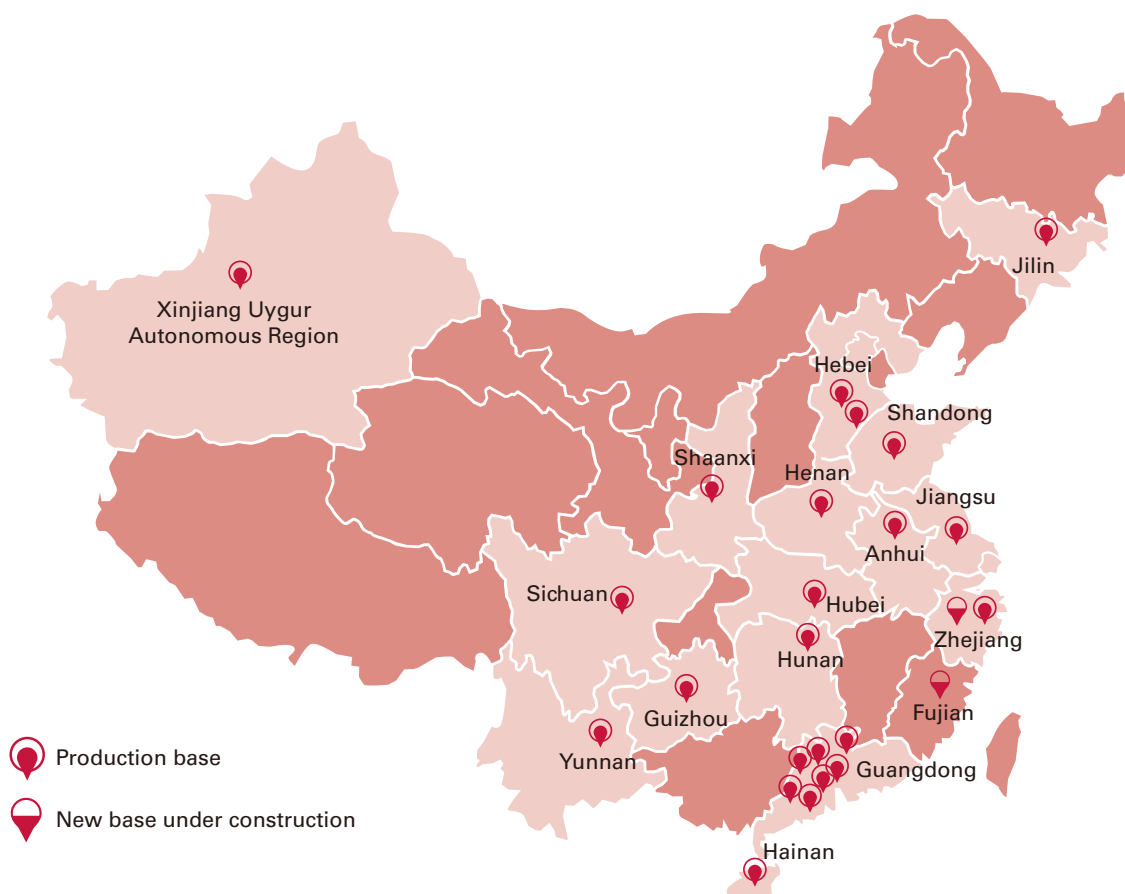 Jilin
Xinjiang Uygur
Autonomous Region
Hebei
Shandong
Shaanxi
Henan
Jiangsu
Anhui
Sichuan
Hubei
Zhejiang
Hunan
Guizhou
Fujian
Production base
Yunnan
Guangdong
New base under construction
Hainan